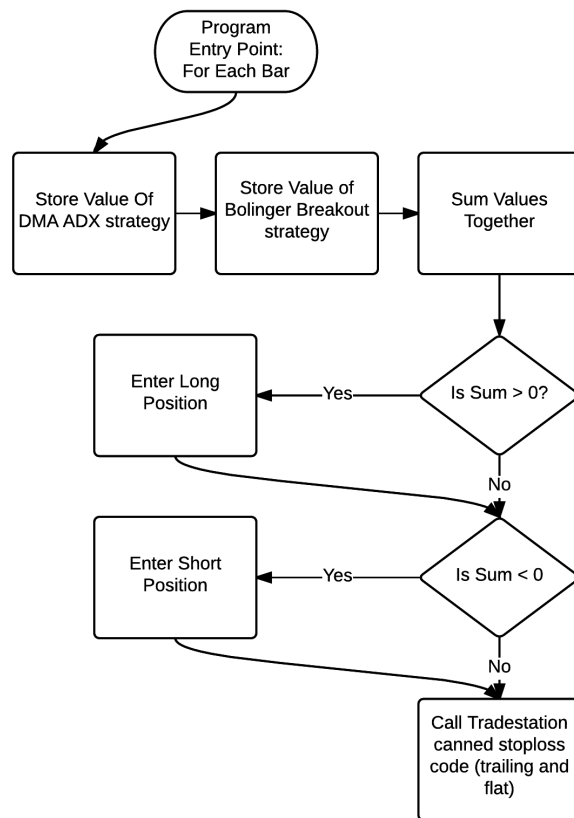 Program
Entry Point:
For Each Bar
Store Value Of
DMA ADX strategy
Store Value of
Bolinger Breakout
strategy
Sum Values
Together
Is Sum > 0?
Yes
Enter Long
Position
No
Is Sum < 0
Yes
Enter Short
Position
No
Call Tradestation
canned stoploss
code (trailing and
flat)